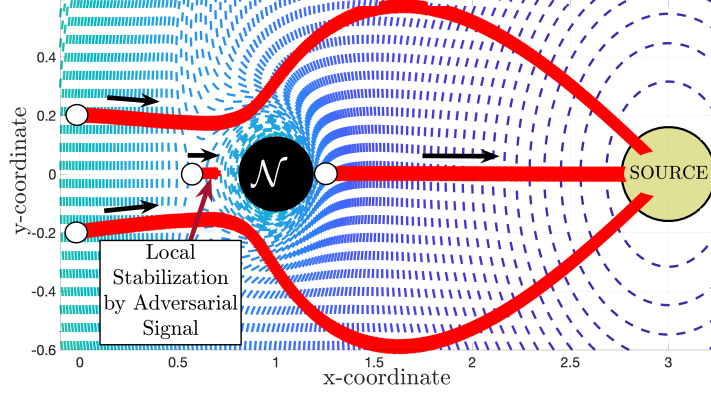 0.4
0.2
0
-0.2
-0.4
-0.6
y-coordinate
𝒩
SOURCE
Local
Stabilization
by Adversarial
Signal
0 0.5 1 1.5 2 2.5 3
x-coordinate